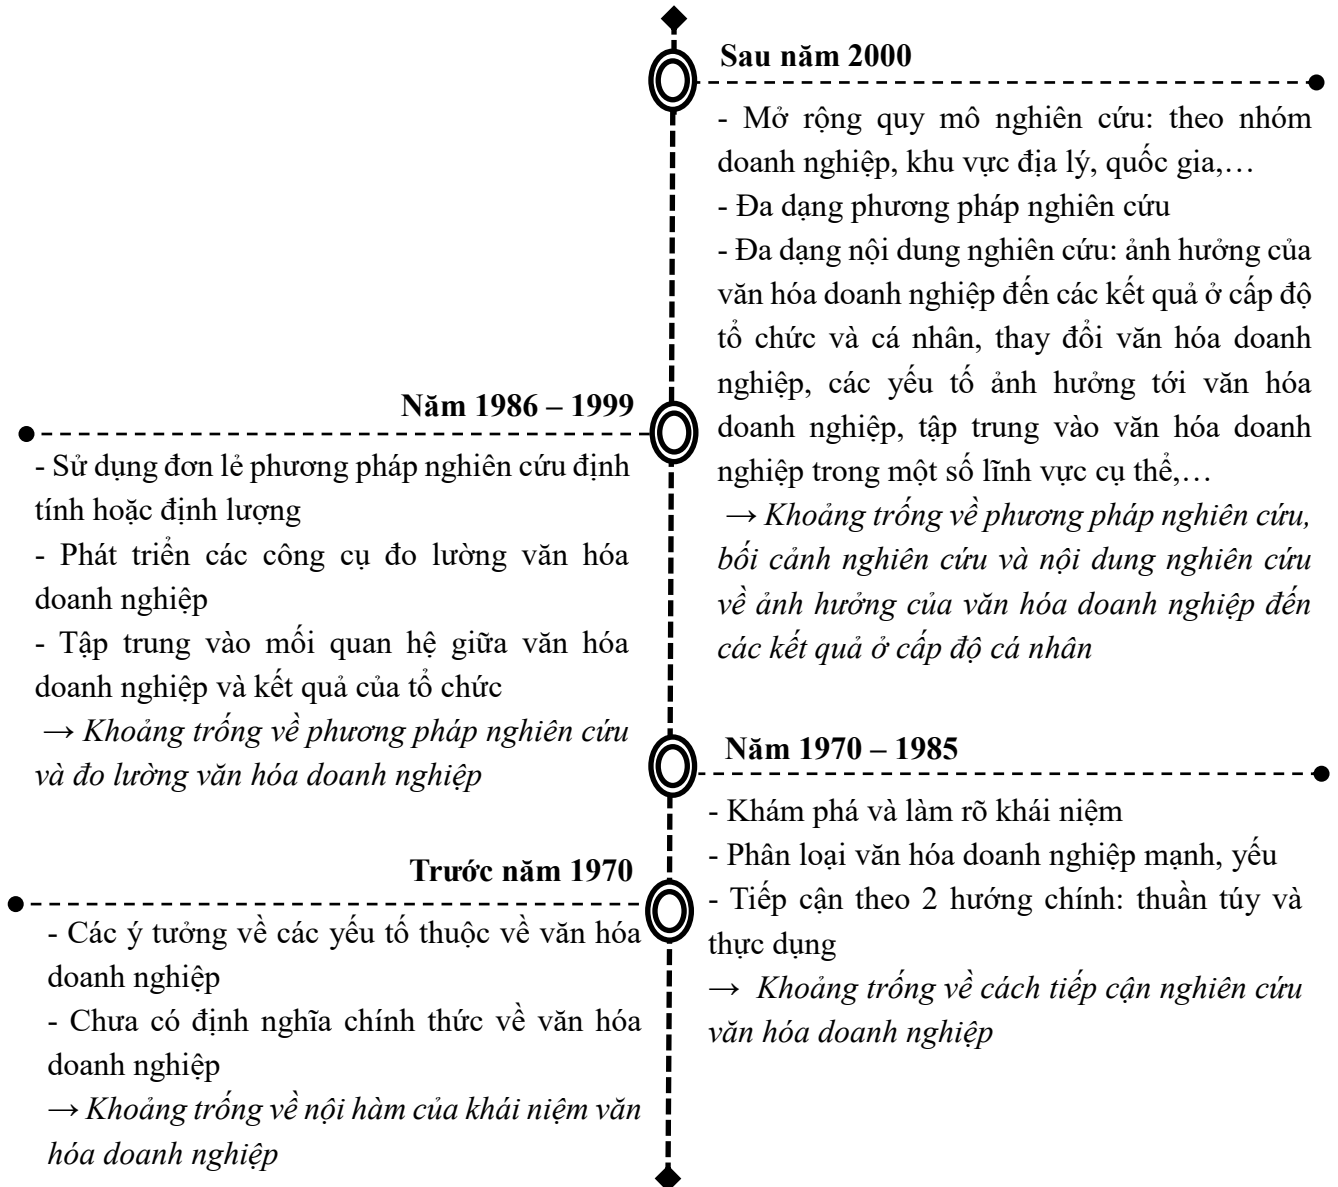 Sau năm 2000
- Mở rộng quy mô nghiên cứu: theo nhóm
doanh nghiệp, khu vực địa lý, quốc gia,…
- Đa dạng phương pháp nghiên cứu
- Đa dạng nội dung nghiên cứu: ảnh hưởng của
văn hóa doanh nghiệp đến các kết quả ở cấp độ
tổ chức và cá nhân, thay đổi văn hóa doanh
nghiệp, các yếu tố ảnh hưởng tới văn hóa
doanh nghiệp, tập trung vào văn hóa doanh
nghiệp trong một số lĩnh vực cụ thể,…
→ Khoảng trống về phương pháp nghiên cứu,
bối cảnh nghiên cứu và nội dung nghiên cứu
về ảnh hưởng của văn hóa doanh nghiệp đến
các kết quả ở cấp độ cá nhân
Năm 1986 – 1999
- Sử dụng đơn lẻ phương pháp nghiên cứu định
tính hoặc định lượng
- Phát triển các công cụ đo lường văn hóa
doanh nghiệp
- Tập trung vào mối quan hệ giữa văn hóa
doanh nghiệp và kết quả của tổ chức
→ Khoảng trống về phương pháp nghiên cứu
và đo lường văn hóa doanh nghiệp
Năm 1970 – 1985
- Khám phá và làm rõ khái niệm
- Phân loại văn hóa doanh nghiệp mạnh, yếu
- Tiếp cận theo 2 hướng chính: thuần túy và
thực dụng
→ Khoảng trống về cách tiếp cận nghiên cứu
văn hóa doanh nghiệp
Trước năm 1970
- Các ý tưởng về các yếu tố thuộc về văn hóa
doanh nghiệp
- Chưa có định nghĩa chính thức về văn hóa
doanh nghiệp
→ Khoảng trống về nội hàm của khái niệm văn
hóa doanh nghiệp